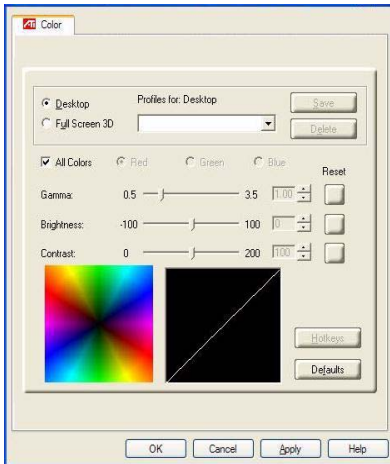 ATI Color
Desktop
Profiles for: Desktop
Save
Full Screen 3D
Delete
All Colors
Red
Green
Blue
Reset
Gamma: 0.5 3.5 1.00
Brightness: -100 100 0
Contrast: 0 200 100
Hotkeys
Defaults
OK Cancel Apply Help